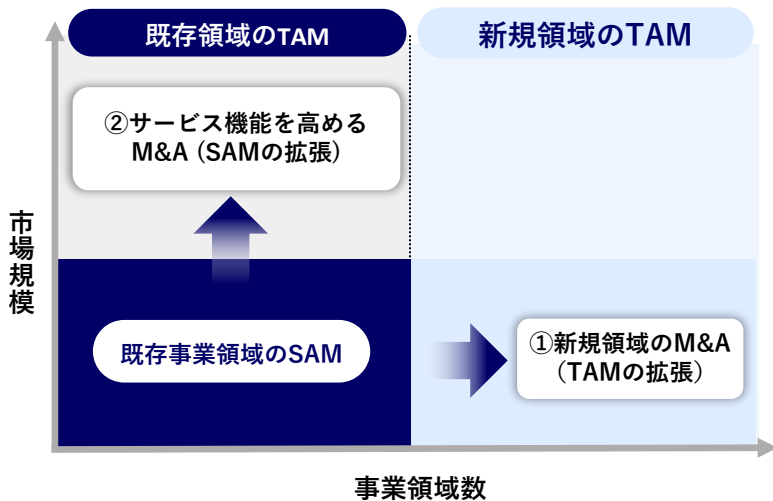 既存領域のTAM
新規領域のTAM
②サービス機能を高める
M&A（SAMの拡張）
市場規模
既存事業領域のSAM
①新規領域のM&A
（TAMの拡張）
事業領域数